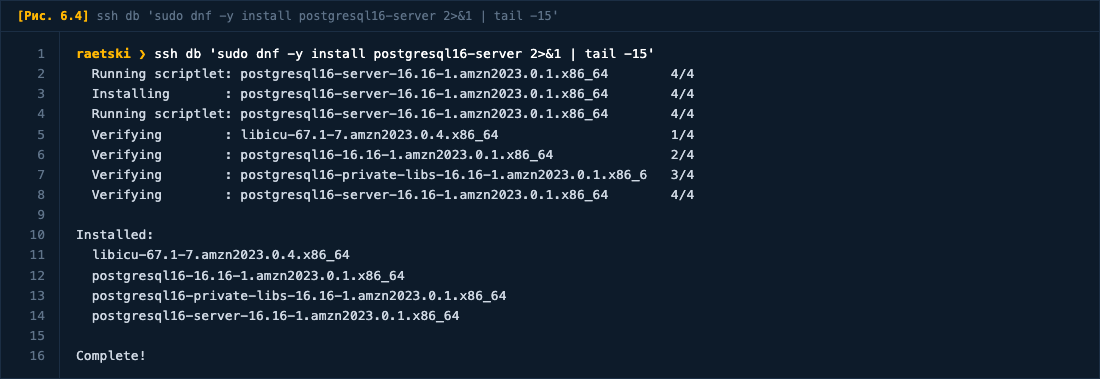 [Рис. 6.4] ssh db 'sudo dnf -y install postgresql16-server 2>&1 | tail -15'
1 raetski ❯ ssh db 'sudo dnf -y install postgresql16-server 2>&1 | tail -15'
2 Running scriptlet: postgresql16-server-16.16-1.amzn2023.0.1.x86_64 4/4
3 Installing : postgresql16-server-16.16-1.amzn2023.0.1.x86_64 4/4
4 Running scriptlet: postgresql16-server-16.16-1.amzn2023.0.1.x86_64 4/4
5 Verifying : libicu-67.1-7.amzn2023.0.4.x86_64 1/4
6 Verifying : postgresql16-16.16-1.amzn2023.0.1.x86_64 2/4
7 Verifying : postgresql16-private-libs-16.16-1.amzn2023.0.1.x86_6 3/4
8 Verifying : postgresql16-server-16.16-1.amzn2023.0.1.x86_64 4/4
9
10 Installed:
11 libicu-67.1-7.amzn2023.0.4.x86_64
12 postgresql16-16.16-1.amzn2023.0.1.x86_64
13 postgresql16-private-libs-16.16-1.amzn2023.0.1.x86_64
14 postgresql16-server-16.16-1.amzn2023.0.1.x86_64
15
16 Complete!